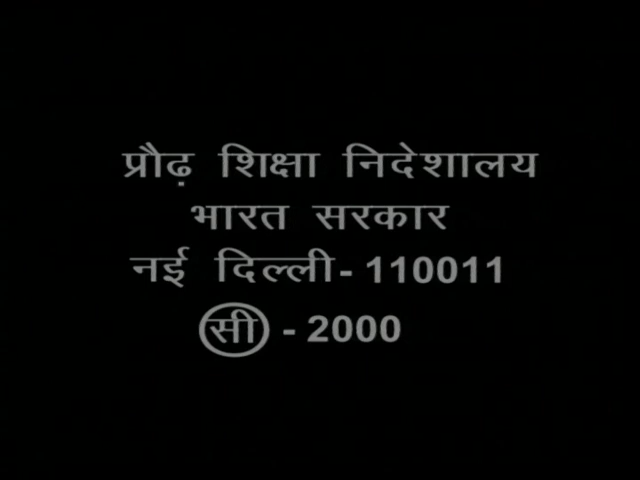 प्रौढ़ शिक्षा निदेशालय
भारत सरकार
नई दिल्ली- 110011
सी - 2000